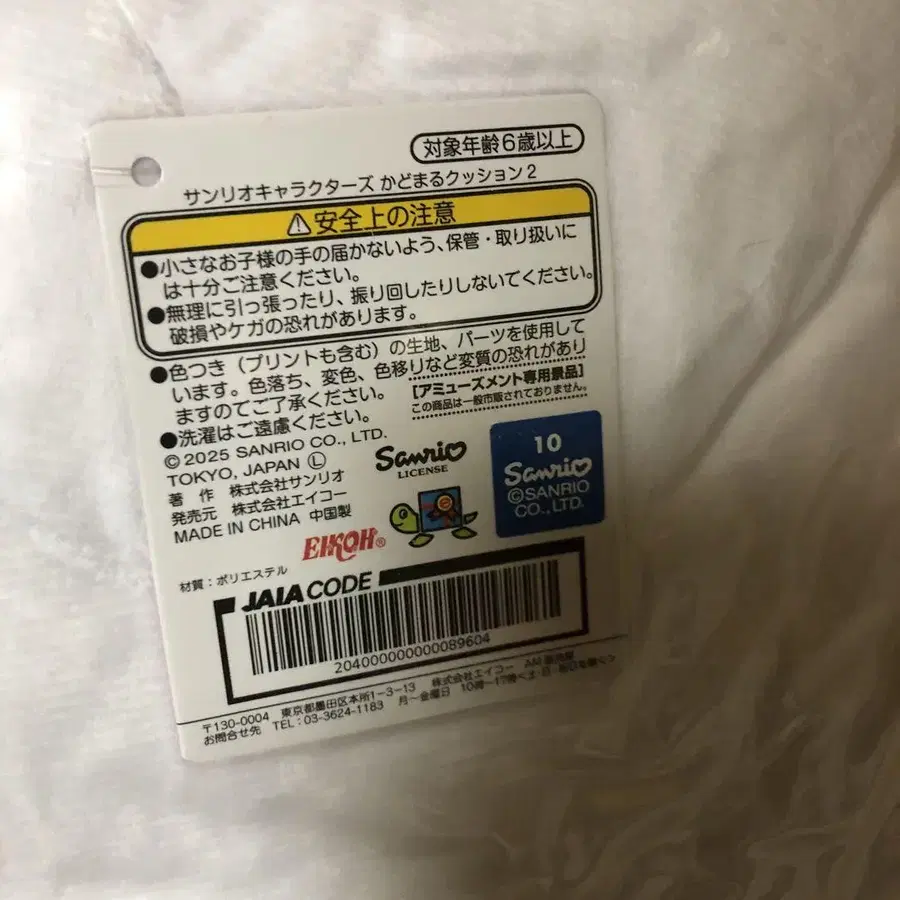 対象年齢6歳以上
サンリオキャラクターズ かどまるクッション2
⚠安全上の注意
●小さなお子様の手の届かないよう、保管・取り扱いに
は十分ご注意ください。
●無理に引っ張ったり、振り回したりしないでください。
破損やケガの恐れがあります。
●色つき（プリントも含む）の生地、パーツを使用して
います。色落ち、変色、色移りなど変質の恐れがあり
ますのでご了承ください。
【アミューズメント専用景品】
この商品は一般市販されておりません。
●洗濯はご遠慮ください。
©2025 SANRIO CO., LTD.
TOKYO, JAPAN Ⓛ
著 作 株式会社サンリオ
発売元 株式会社エイコー
MADE IN CHINA 中国製
Sanrio
LICENSE
10
Sanrio
©SANRIO
CO., LTD.
EIKOH®
材質：ポリエステル
JAIA CODE
204000000000089604
〒130-0004 東京都墨田区本所1-3-13 株式会社エイコー AM
お問合せ先 TEL：03-3624-1183 月～金曜日 10時～17時